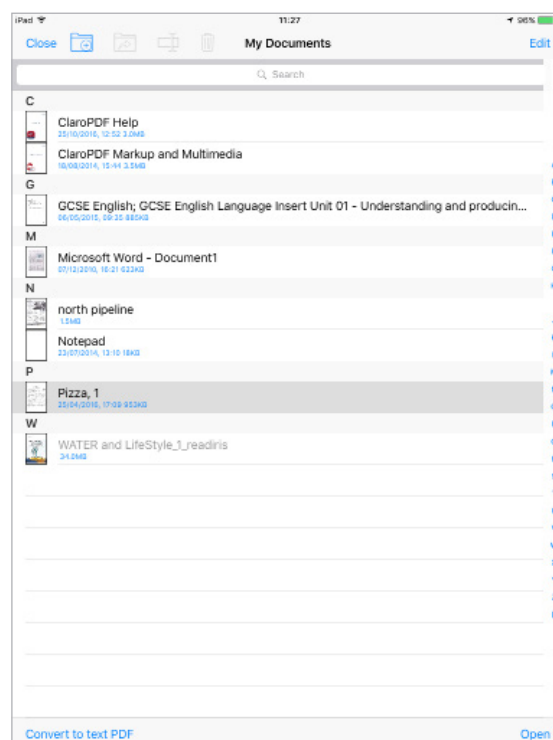 iPad 11:27 96%
Close My Documents Edit
Search
C
ClaroPDF Help
25/10/2016, 12:52 3.0MB
ClaroPDF Markup and Multimedia
18/08/2014, 15:44 3.5MB
G
GCSE English; GCSE English Language Insert Unit 01 - Understanding and producin...
06/05/2015, 09:35 885KB
M
Microsoft Word - Document1
07/12/2010, 16:21 623KB
N
north pipeline
1.5MB
Notepad
23/07/2014, 13:10 18KB
P
Pizza, 1
25/04/2016, 17:09 953KB
W
WATER and LifeStyle_1_readiris
34.0MB
Convert to text PDF Open